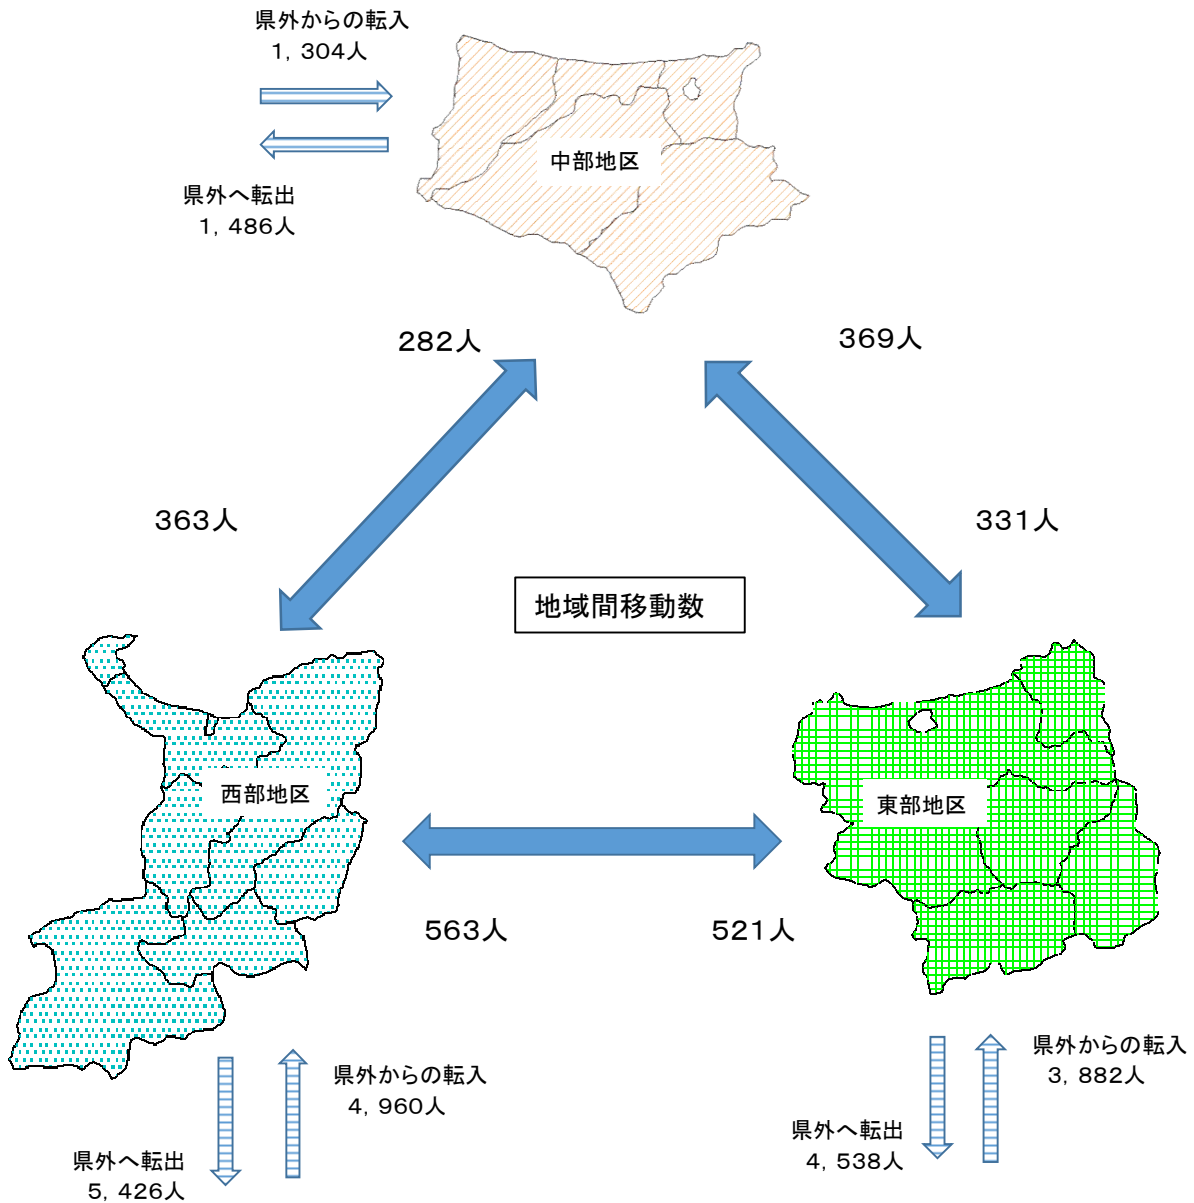 県外からの転入
1，304人
中部地区
県外へ転出
1，486人
282人
369人
363人
331人
地域間移動数
西部地区
東部地区
563人
521人
県外からの転入
4，960人
県外へ転出
5，426人
県外からの転入
3，882人
県外へ転出
4，538人